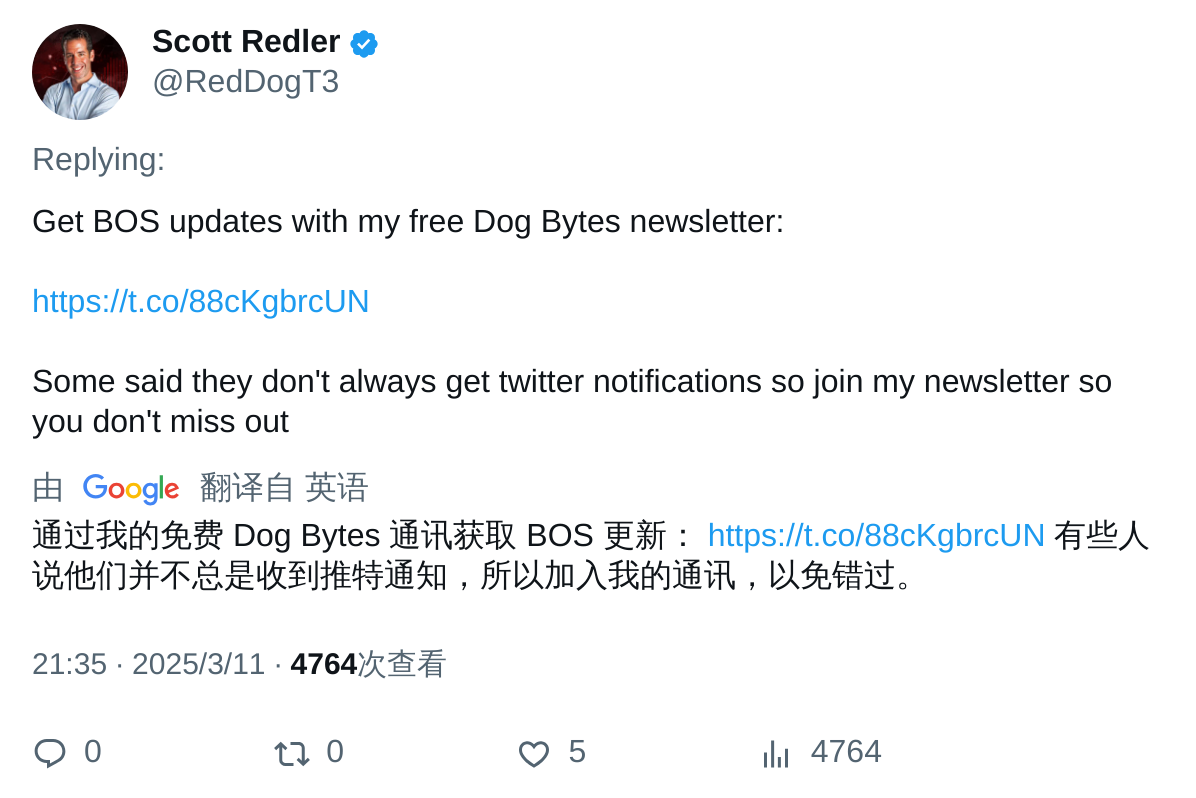 Scott Redler
@RedDogT3
Replying:
Get BOS updates with my free Dog Bytes newsletter:
https://t.co/88cKgbrcUN
Some said they don't always get twitter notifications so join my newsletter so
you don't miss out
由 Google 翻译自 英语
通过我的免费 Dog Bytes 通讯获取 BOS 更新： https://t.co/88cKgbrcUN 有些人
说他们并不总是收到推特通知，所以加入我的通讯，以免错过。
21:35 · 2025/3/11 · 4764次查看
0 0 5 4764